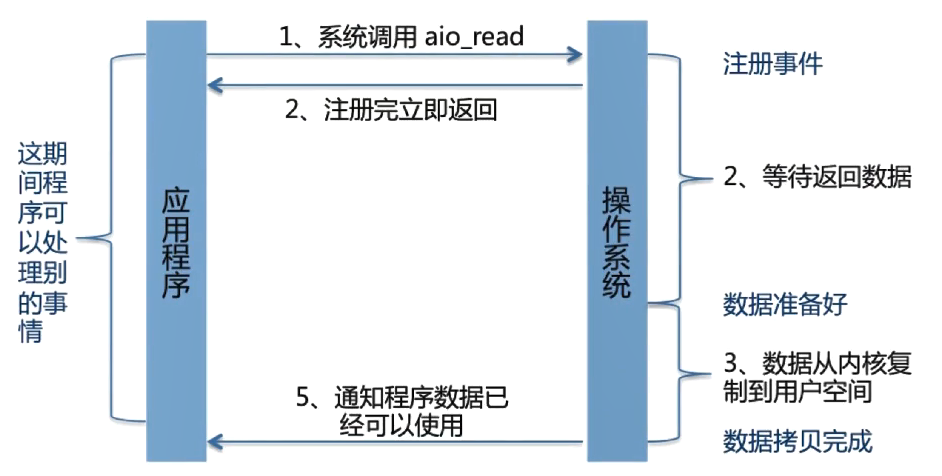 1、系统调用 aio_read
注册事件
2、注册完立即返回
这期
间程
序可
以处
理别
的事
情
应用程序
操作系统
2、等待返回数据
数据准备好
3、数据从内核复
制到用户空间
5、通知程序数据已
经可以使用
数据拷贝完成